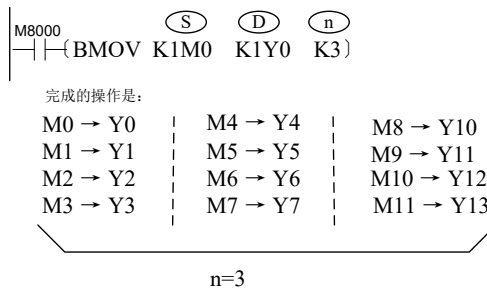 S D n
M8000
BMOV K1M0 K1Y0 K3
完成的操作是：
M0 → Y0 M4 → Y4 M8 → Y10
M1 → Y1 M5 → Y5 M9 → Y11
M2 → Y2 M6 → Y6 M10 → Y12
M3 → Y3 M7 → Y7 M11 → Y13
n=3